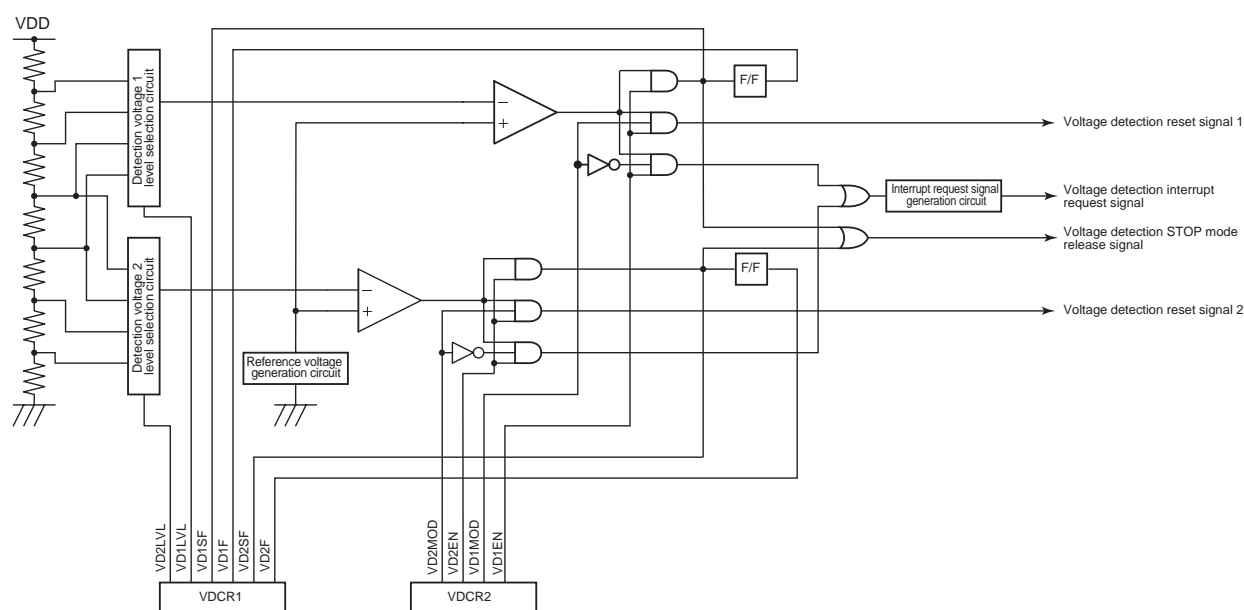 VDD
Detection voltage 1
level selection circuit
−
+
F/F
Voltage detection reset signal 1
Interrupt request signal
generation circuit
Voltage detection interrupt
request signal
Voltage detection STOP mode
release signal
Detection voltage 2
level selection circuit
−
+
F/F
Voltage detection reset signal 2
Reference voltage
generation circuit
VD2LVL
VD1LVL
VD1SF
VD1F
VD2SF
VD2F
VD2MOD
VD2EN
VD1MOD
VD1EN
VDCR1
VDCR2